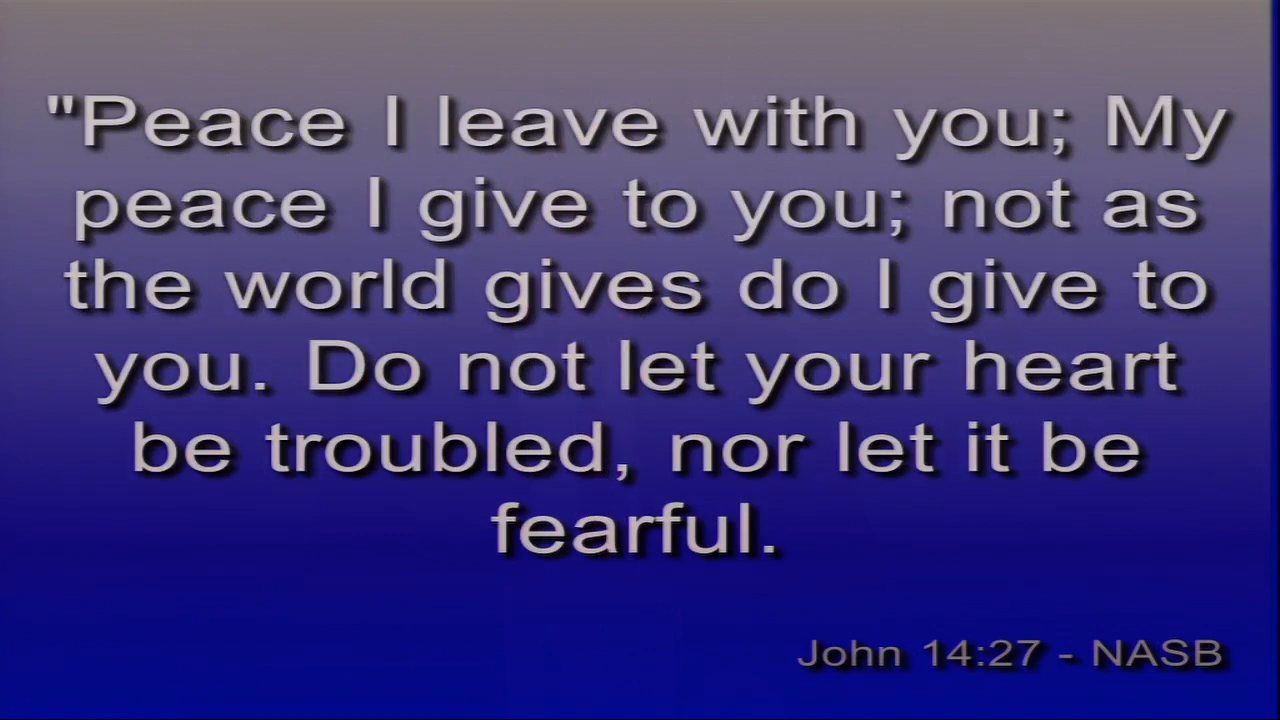 "Peace I leave with you; My
peace I give to you; not as
the world gives do I give to
you. Do not let your heart
be troubled, nor let it be
fearful.
John 14:27 - NASB